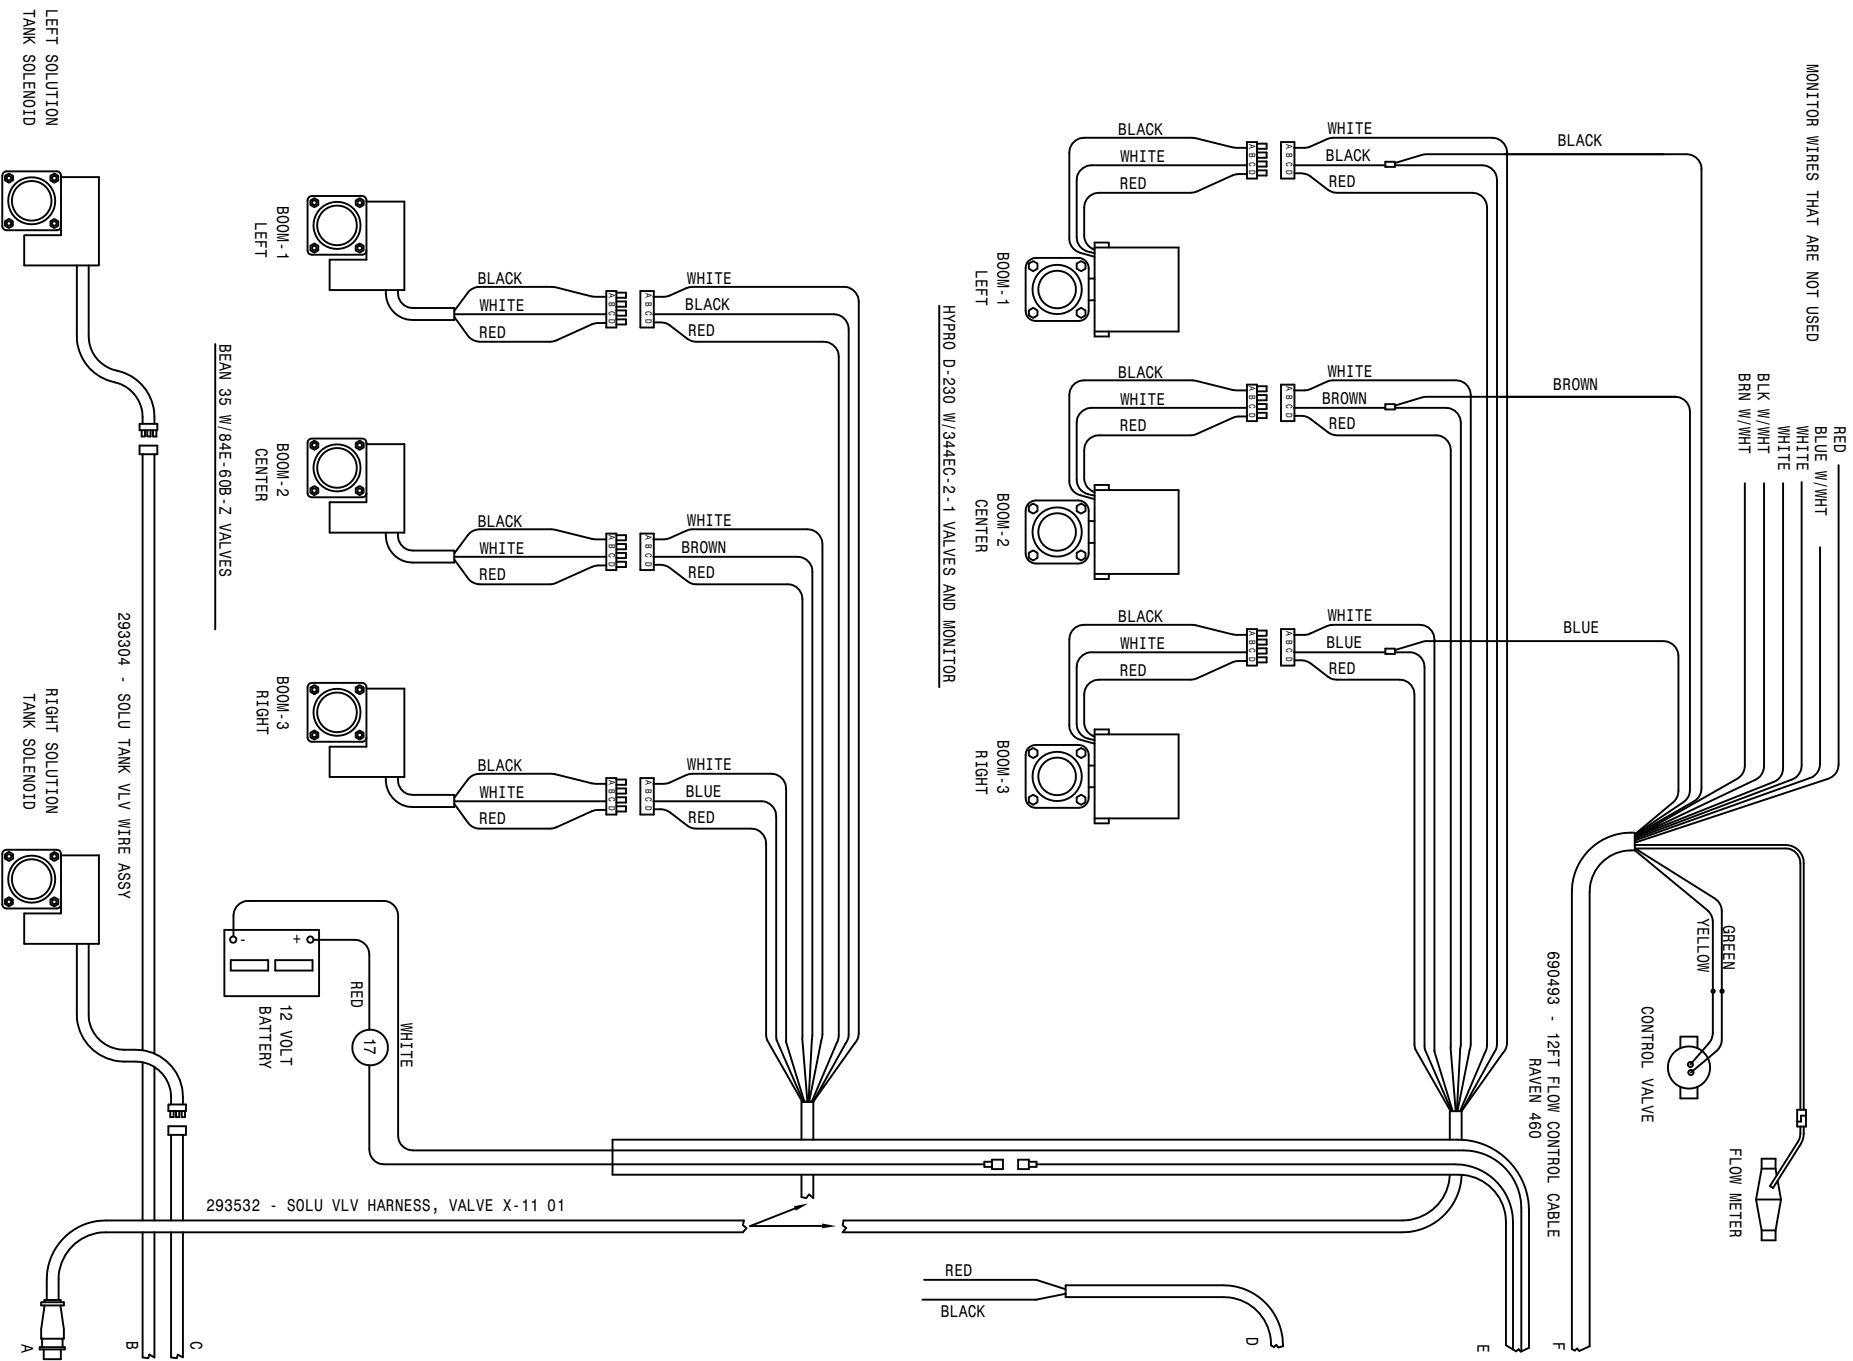 LEFT SOLUTION
TANK SOLENOID
RIGHT SOLUTION
TANK SOLENOID
293304 - SOLU TANK VLV WIRE ASSY
BOOM-1
LEFT
BLACK
WHITE
RED
A B C D
A B C D
WHITE
BLACK
RED
BOOM-2
CENTER
BLACK
WHITE
RED
A B C D
A B C D
WHITE
BROWN
RED
BOOM-3
RIGHT
BLACK
WHITE
RED
A B C D
A B C D
WHITE
BLUE
RED
BEAN 35 W/84E-60B-Z VALVES
- +
12 VOLT
BATTERY
RED
17
WHITE
293532 - SOLU VLV HARNESS, VALVE X-11 01
BOOM-1
LEFT
BLACK
WHITE
RED
A B C D
A B C D
WHITE
BLACK
RED
BLACK
BOOM-2
CENTER
BLACK
WHITE
RED
A B C D
A B C D
WHITE
BROWN
RED
BROWN
BOOM-3
RIGHT
BLACK
WHITE
RED
A B C D
A B C D
WHITE
BLUE
RED
BLUE
HYPRO D-230 W/344EC-2-1 VALVES AND MONITOR
MONITOR WIRES THAT ARE NOT USED
RED
BLUE W/WHT
WHITE
WHITE
BLK W/WHT
BRN W/WHT
GREEN
YELLOW
CONTROL VALVE
FLOW METER
690493 - 12FT FLOW CONTROL CABLE
RAVEN 460
RED
BLACK
A
B
C
D
E
F